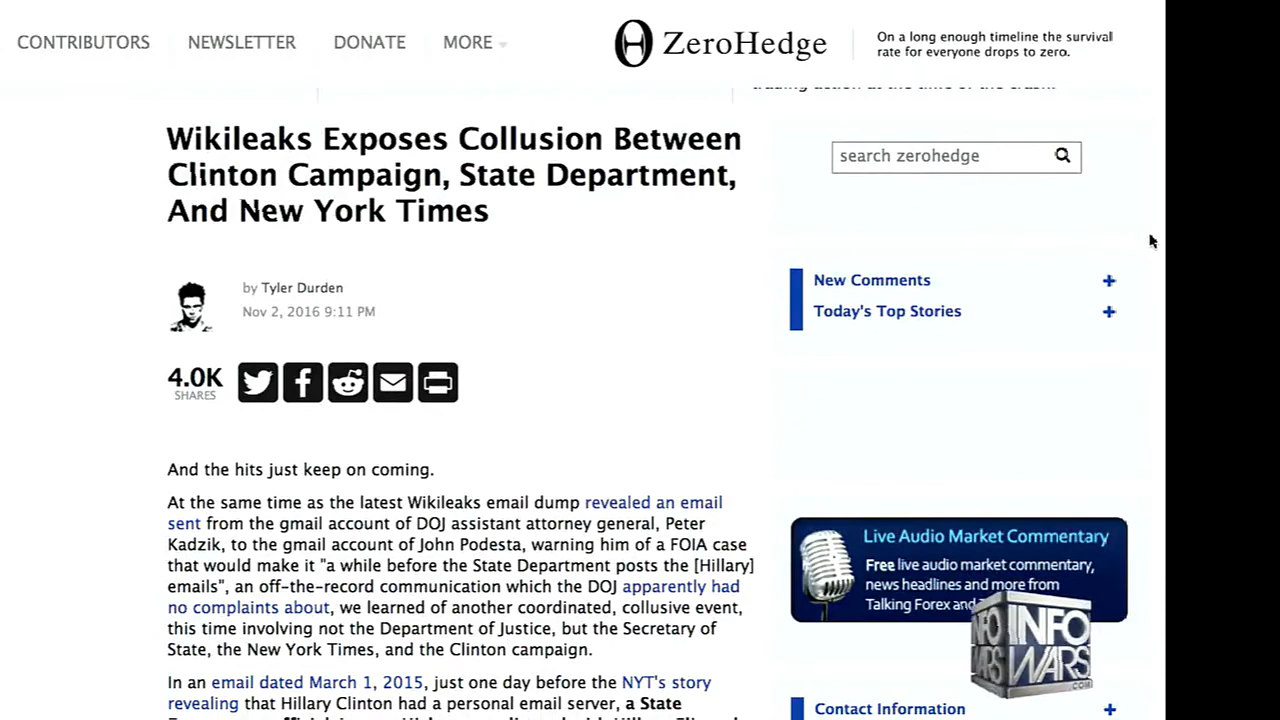 CONTRIBUTORS NEWSLETTER DONATE MORE
ZeroHedge
On a long enough timeline the survival
rate for everyone drops to zero.
trading action at the time of the crash.
Wikileaks Exposes Collusion Between
Clinton Campaign, State Department,
And New York Times
by Tyler Durden
Nov 2, 2016 9:11 PM
4.0K
SHARES
And the hits just keep on coming.
At the same time as the latest Wikileaks email dump revealed an email
sent from the gmail account of DOJ assistant attorney general, Peter
Kadzik, to the gmail account of John Podesta, warning him of a FOIA case
that would make it "a while before the State Department posts the [Hillary]
emails", an off-the-record communication which the DOJ apparently had
no complaints about, we learned of another coordinated, collusive event,
this time involving not the Department of Justice, but the Secretary of
State, the New York Times, and the Clinton campaign.
In an email dated March 1, 2015, just one day before the NYT's story
revealing that Hillary Clinton had a personal email server, a State
search zerohedge
New Comments +
Today's Top Stories +
Live Audio Market Commentary
Free live audio market commentary,
news headlines and more from
Talking Forex and
INFO
WARS
.COM
Contact Information +